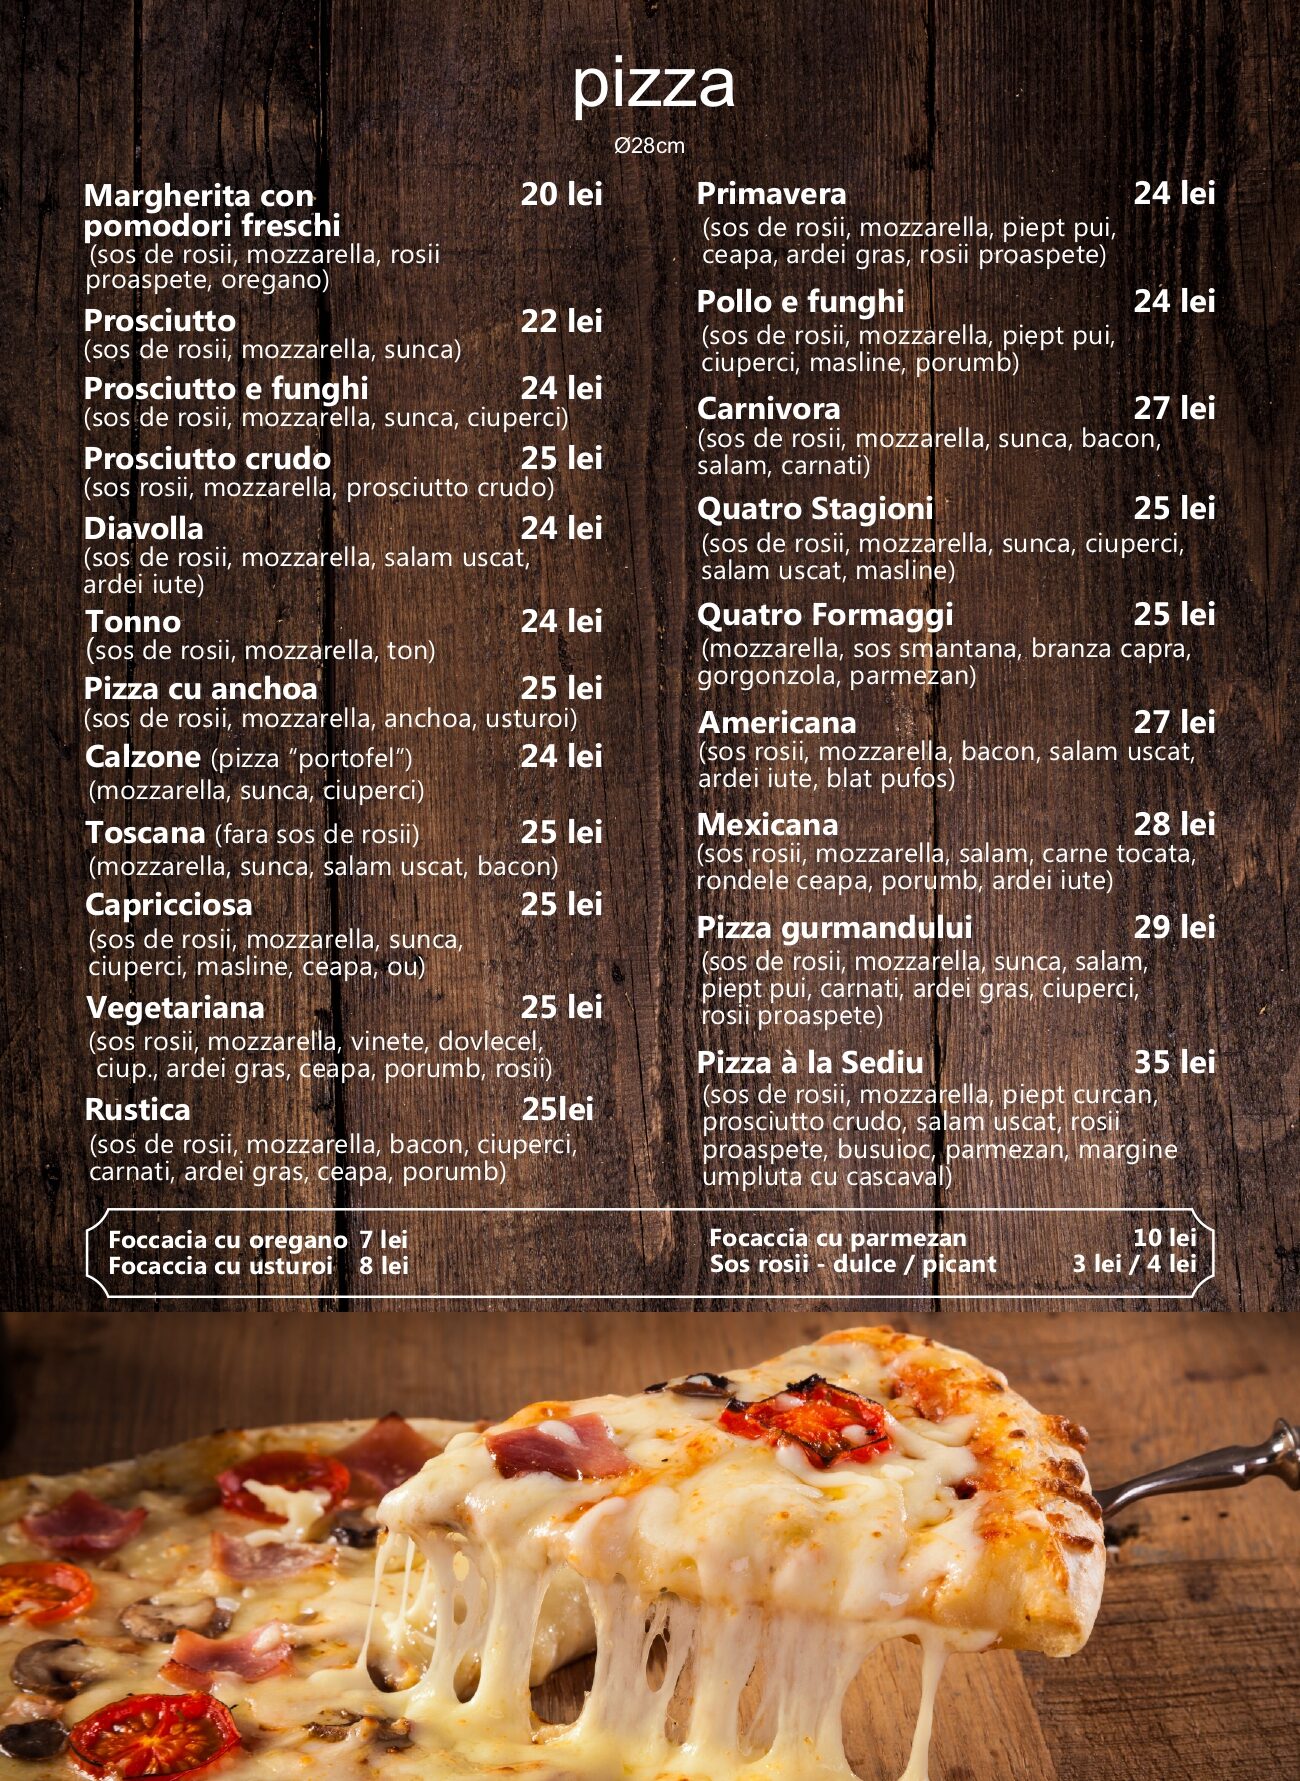 pizza
Ø28cm
Margherita con 20 lei
pomodori freschi
(sos de rosii, mozzarella, rosii
proaspete, oregano)
Prosciutto 22 lei
(sos de rosii, mozzarella, sunca)
Prosciutto e funghi 24 lei
(sos de rosii, mozzarella, sunca, ciuperci)
Prosciutto crudo 25 lei
(sos rosii, mozzarella, prosciutto crudo)
Diavolla 24 lei
(sos de rosii, mozzarella, salam uscat,
ardei iute)
Tonno 24 lei
(sos de rosii, mozzarella, ton)
Pizza cu anchoa 25 lei
(sos de rosii, mozzarella, anchoa, usturoi)
Calzone (pizza “portofel”) 24 lei
(mozzarella, sunca, ciuperci)
Toscana (fara sos de rosii) 25 lei
(mozzarella, sunca, salam uscat, bacon)
Capricciosa 25 lei
(sos de rosii, mozzarella, sunca,
ciuperci, masline, ceapa, ou)
Vegetariana 25 lei
(sos rosii, mozzarella, vinete, dovlecel,
ciup., ardei gras, ceapa, porumb, rosii)
Rustica 25lei
(sos de rosii, mozzarella, bacon, ciuperci,
carnati, ardei gras, ceapa, porumb)
Primavera 24 lei
(sos de rosii, mozzarella, piept pui,
ceapa, ardei gras, rosii proaspete)
Pollo e funghi 24 lei
(sos de rosii, mozzarella, piept pui,
ciuperci, masline, porumb)
Carnivora 27 lei
(sos de rosii, mozzarella, sunca, bacon,
salam, carnati)
Quatro Stagioni 25 lei
(sos de rosii, mozzarella, sunca, ciuperci,
salam uscat, masline)
Quatro Formaggi 25 lei
(mozzarella, sos smantana, branza capra,
gorgonzola, parmezan)
Americana 27 lei
(sos rosii, mozzarella, bacon, salam uscat,
ardei iute, blat pufos)
Mexicana 28 lei
(sos rosii, mozzarella, salam, carne tocata,
rondele ceapa, porumb, ardei iute)
Pizza gurmandului 29 lei
(sos de rosii, mozzarella, sunca, salam,
piept pui, carnati, ardei gras, ciuperci,
rosii proaspete)
Pizza à la Sediu 35 lei
(sos de rosii, mozzarella, piept curcan,
prosciutto crudo, salam uscat, rosii
proaspete, busuioc, parmezan, margine
umpluta cu cascaval)
Foccacia cu oregano 7 lei
Focaccia cu usturoi 8 lei
Focaccia cu parmezan 10 lei
Sos rosii - dulce / picant 3 lei / 4 lei